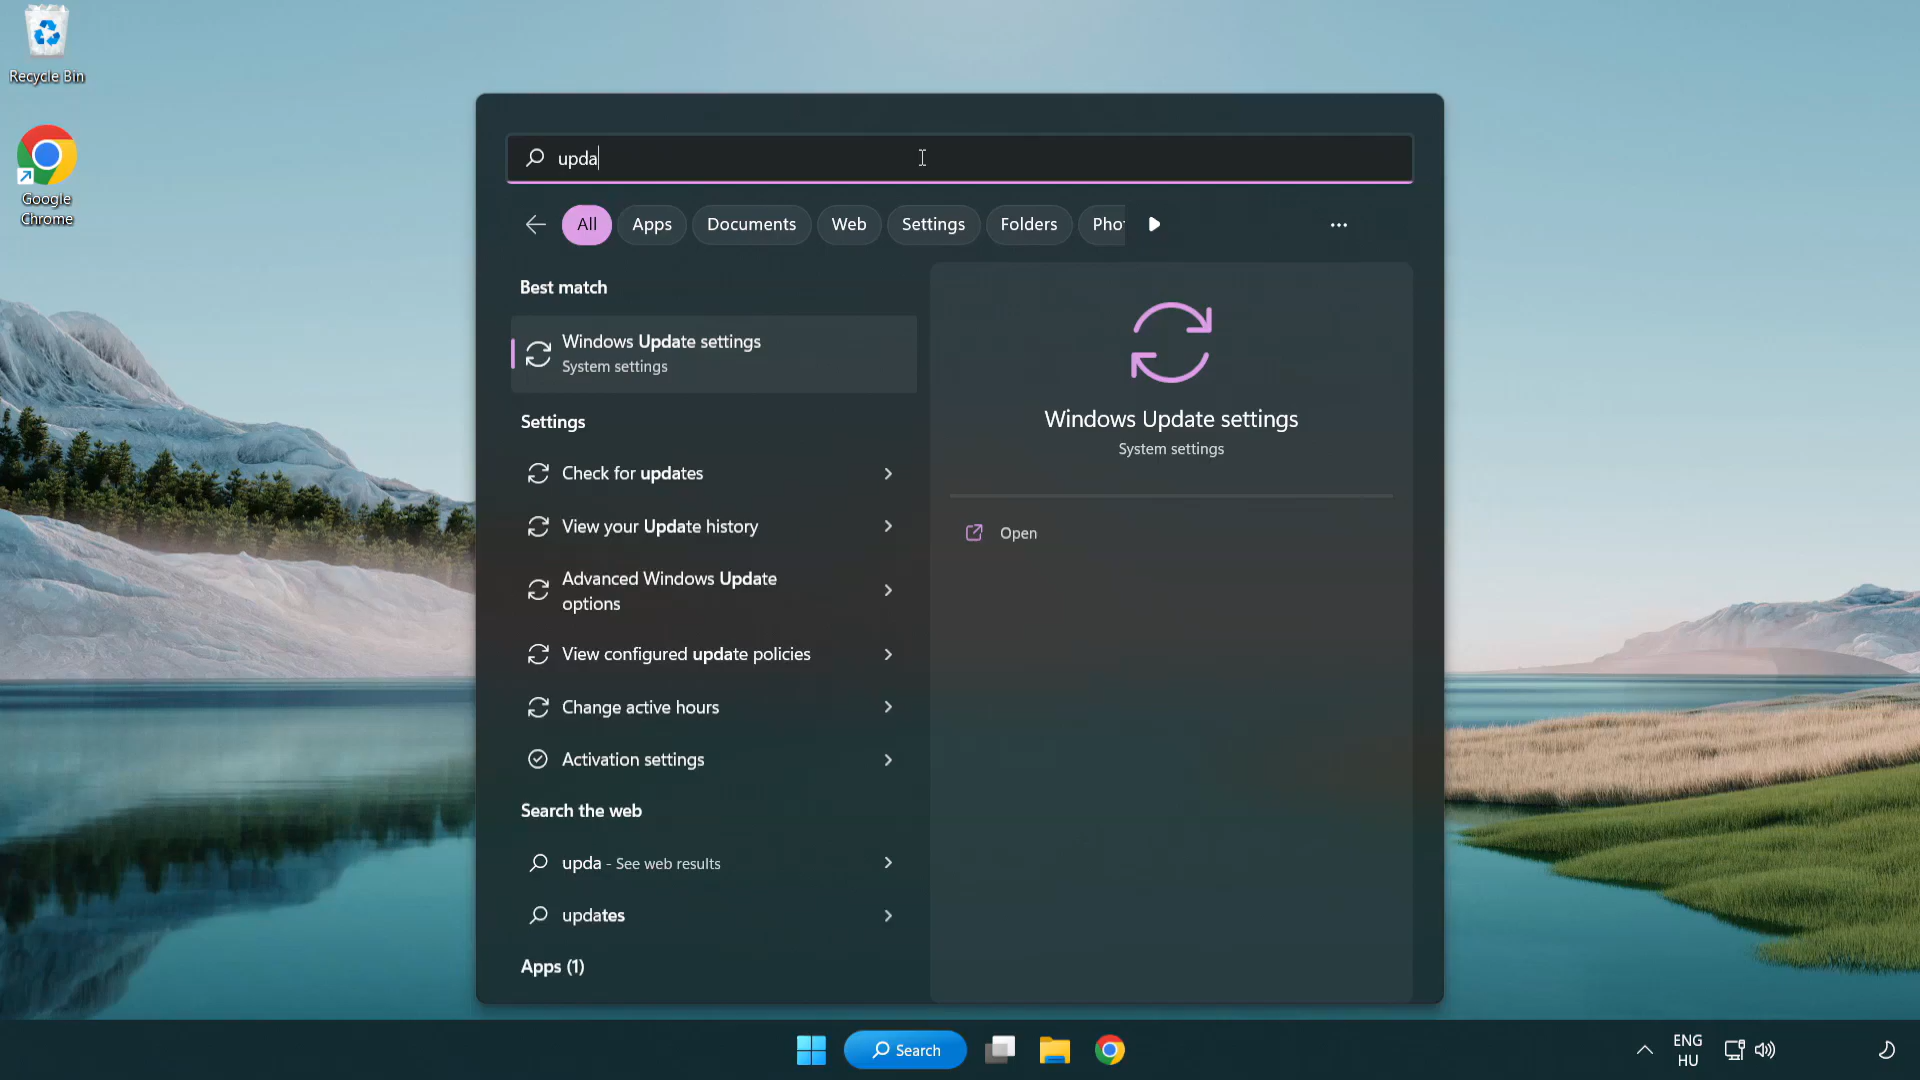 Recycle Bin
Google
Chrome
upda
All
Apps
Documents
Web
Settings
Folders
Pho
Best match
Windows Update settings
System settings
Settings
Check for updates
View your Update history
Advanced Windows Update
options
View configured update policies
Change active hours
Activation settings
Search the web
upda - See web results
updates
Apps (1)
Windows Update settings
System settings
Open
Search
ENG
HU